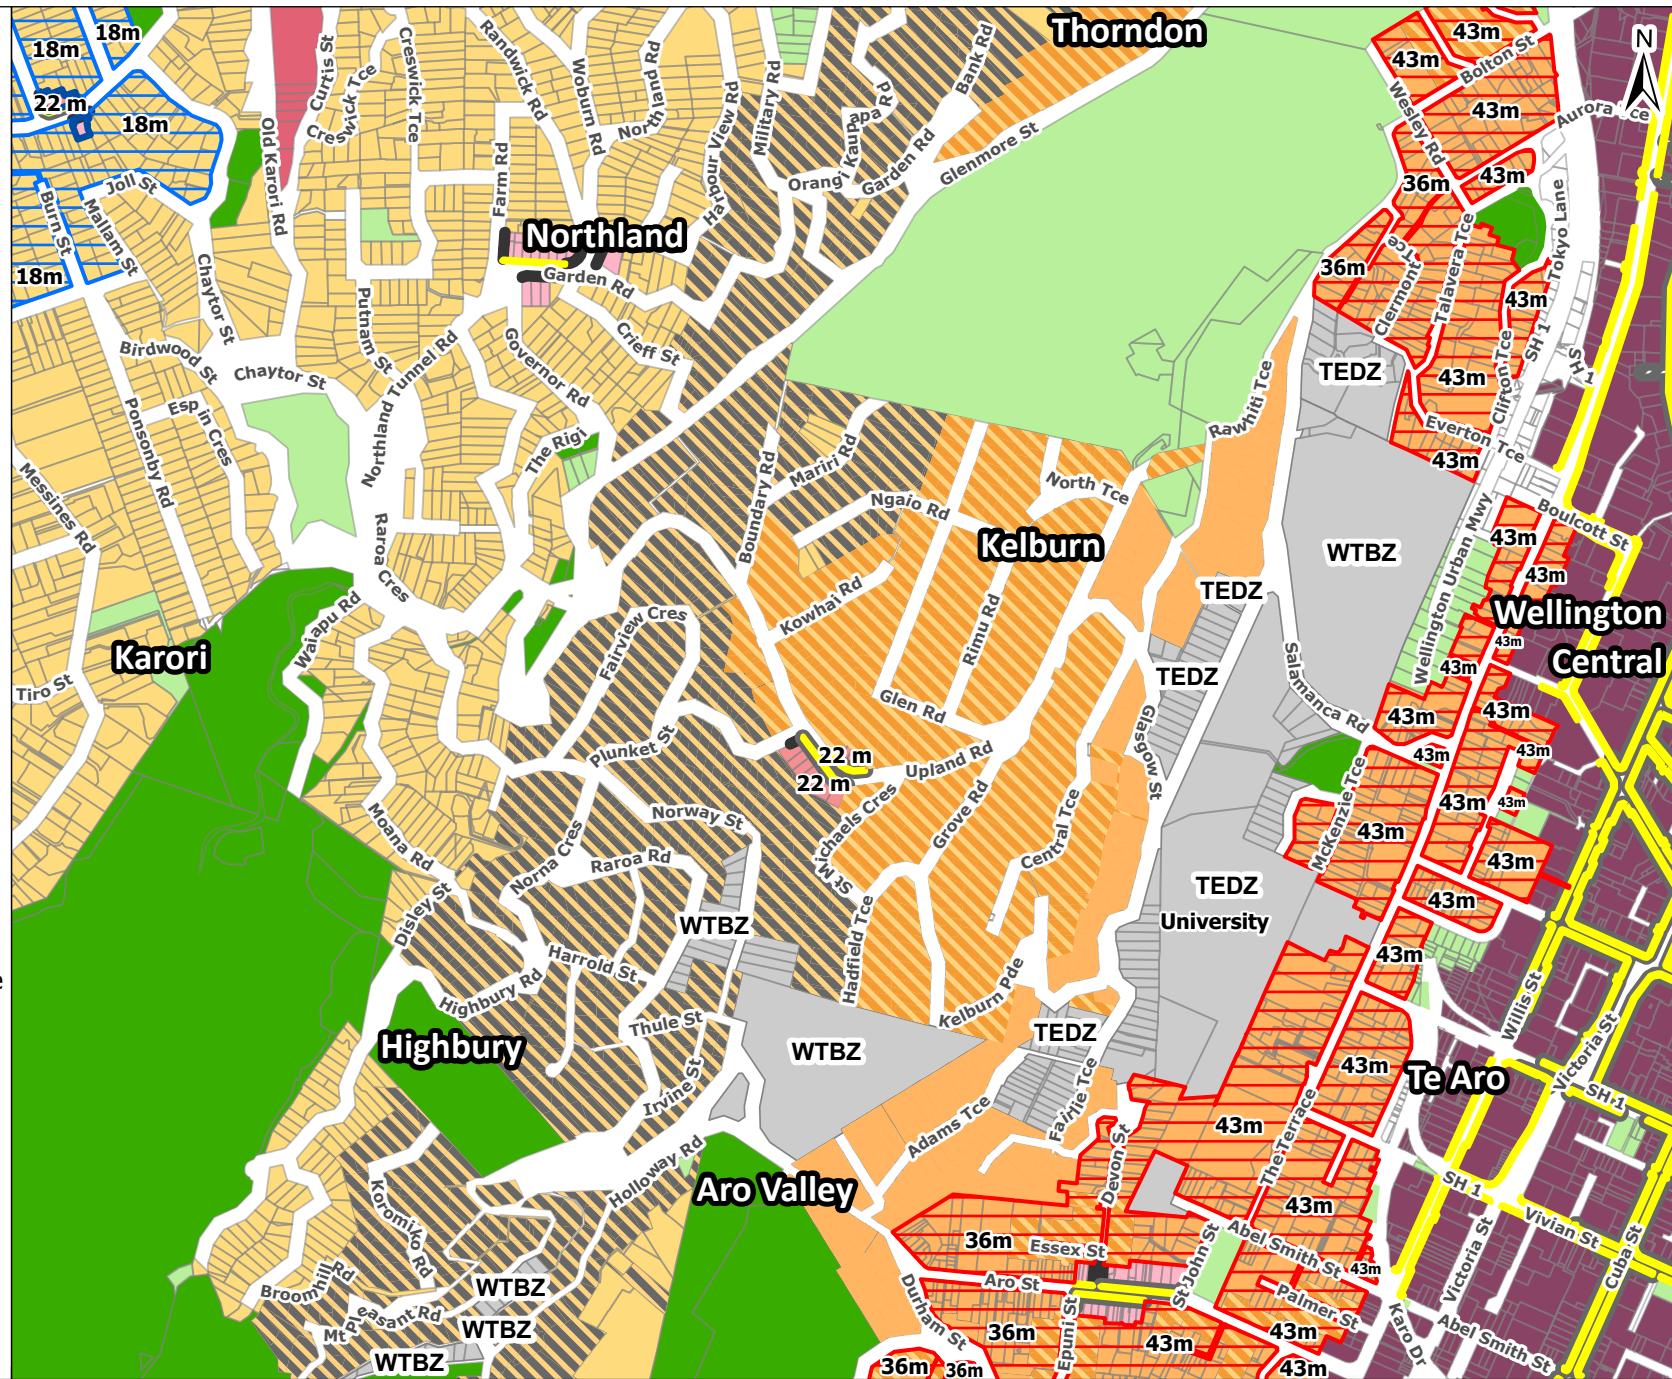 Thorndon
18m
18m
22 m
18m
18m
Joll St
Burn St
Mallam St
Old Karori Rd
Curtis St
Creswick Tce
Creswick Tce
Randwick Rd
Woburn Rd
Northland Rd
Farm Rd
Harbour View Rd
Military Rd
Orangi Kaupapa Rd
Garden Rd
Bank Rd
Glenmore St
43m
43m
Bolton St
Wesley Rd
43m
Aurora Tce
N
36m
43m
Northland
Garden Rd
36m
Clermont Tce
Talavera Tce
43m
Tokyo Lane
SH 1
SH 1
Clifton Tce
43m
TEDZ
Everton Tce
43m
Chaytor St
Putnam St
Northland Tunnel Rd
Governor Rd
Crieff St
Birdwood St
Chaytor St
Espin Cres
Ponsonby Rd
Messines Rd
The Rigi
Raroa Cres
Boundary Rd
Mariri Rd
Ngaio Rd
North Tce
Rawhiti Tce
Kelburn
Kowhai Rd
Rimu Rd
WTBZ
TEDZ
TEDZ
Wellington Urban Mwy
Boulcott St
43m
43m
Wellington
Central
43m
43m
Karori
Tiro St
Waiapu Rd
Fairview Cres
Plunket St
Glen Rd
Upland Rd
22 m
22 m
Glasgow St
Salamanca Rd
43m
43m
43m
43m
43m
43m
43m
43m
43m
McKenzie Tce
Moana Rd
Norway St
Norna Cres
Raroa Rd
St Michaels Cres
Grove Rd
Central Tce
TEDZ
University
Disley St
WTBZ
Hadfield Tce
Harrold St
Highbury Rd
Kelburn Pde
43m
Willis St
Highbury
Thule St
Irvine St
WTBZ
TEDZ
Fairlie Tce
Adams Tce
43m
Te Aro
Victoria St
SH 1
43m
The Terrace
Devon St
Holloway Rd
Aro Valley
Koromiko Rd
Broomhill Rd
Mt Pleasant Rd
WTBZ
WTBZ
WTBZ
36m
Essex St
Aro St
Durham St
Epuni St
St John St
36m
36m
36m
43m
43m
Abel Smith St
43m
Palmer St
43m
43m
SH 1
Vivian St
Victoria St
Cuba St
Karo Dr
Abel Smith St
e